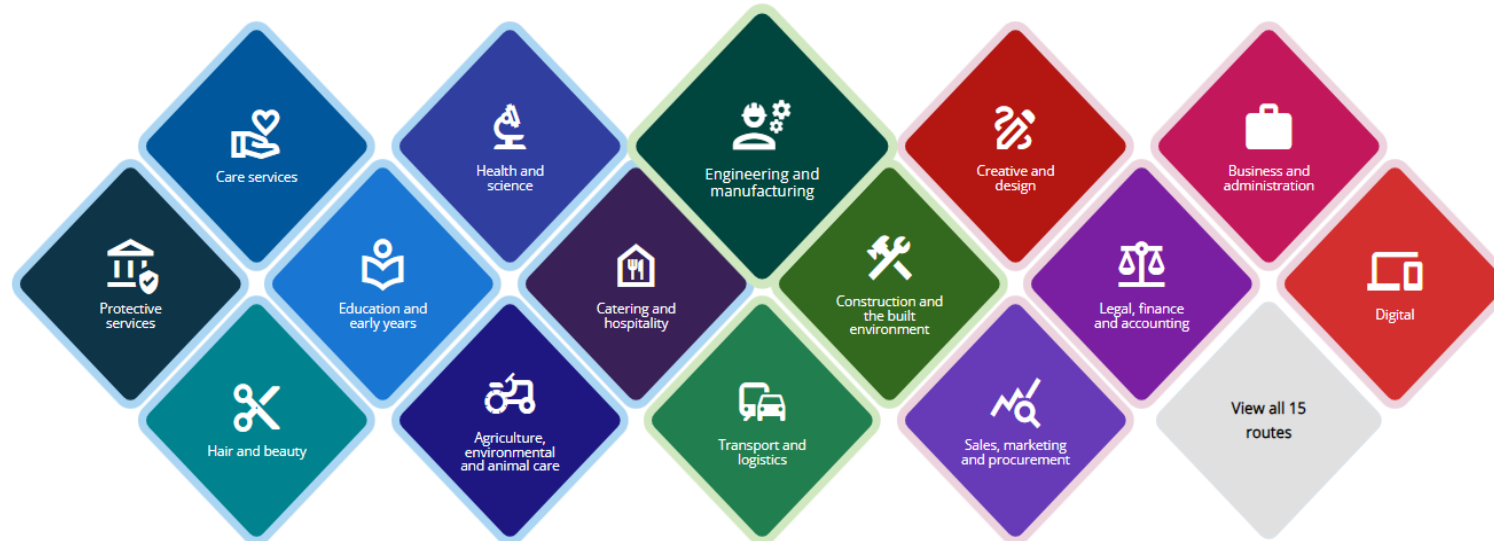 Care services
Health and
science
Engineering and
manufacturing
Creative and
design
Business and
administration
Protective
services
Education and
early years
Catering and
hospitality
Construction and
the built
environment
Legal, finance
and accounting
Digital
Hair and beauty
Agriculture,
environmental
and animal care
Transport and
logistics
Sales, marketing
and procurement
View all 15
routes